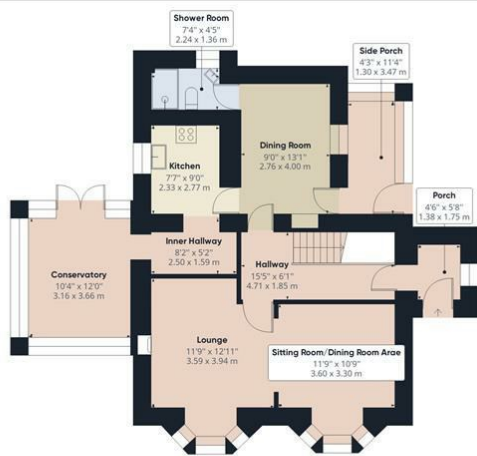 Shower Room
7'4" x 4'5"
2.24 x 1.36 m
Side Porch
4'3" x 11'4"
1.30 x 3.47 m
Dining Room
9'0" x 13'1"
2.76 x 4.00 m
Kitchen
7'7" x 9'0"
2.33 x 2.77 m
Porch
4'6" x 5'8"
1.38 x 1.75 m
Inner Hallway
8'2" x 5'2"
2.50 x 1.59 m
Hallway
15'5" x 6'1"
4.71 x 1.85 m
Conservatory
10'4" x 12'0"
3.16 x 3.66 m
Lounge
11'9" x 12'11"
3.59 x 3.94 m
Sitting Room/Dining Room Arae
11'9" x 10'9"
3.60 x 3.30 m